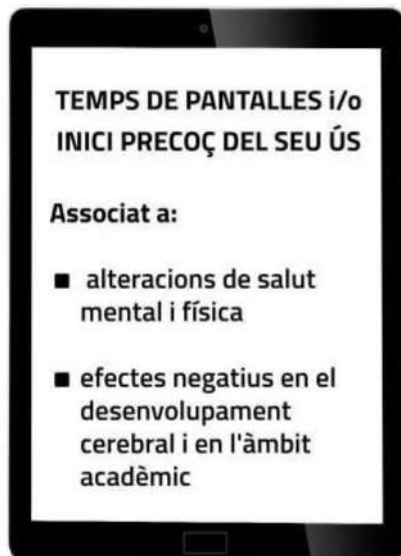 TEMPS DE PANTALLES i/o
INICI PRECOÇ DEL SEU ÚS
Associat a:
■ alteracions de salut
mental i física
■ efectes negatius en el
desenvolupament
cerebral i en l'àmbit
acadèmic